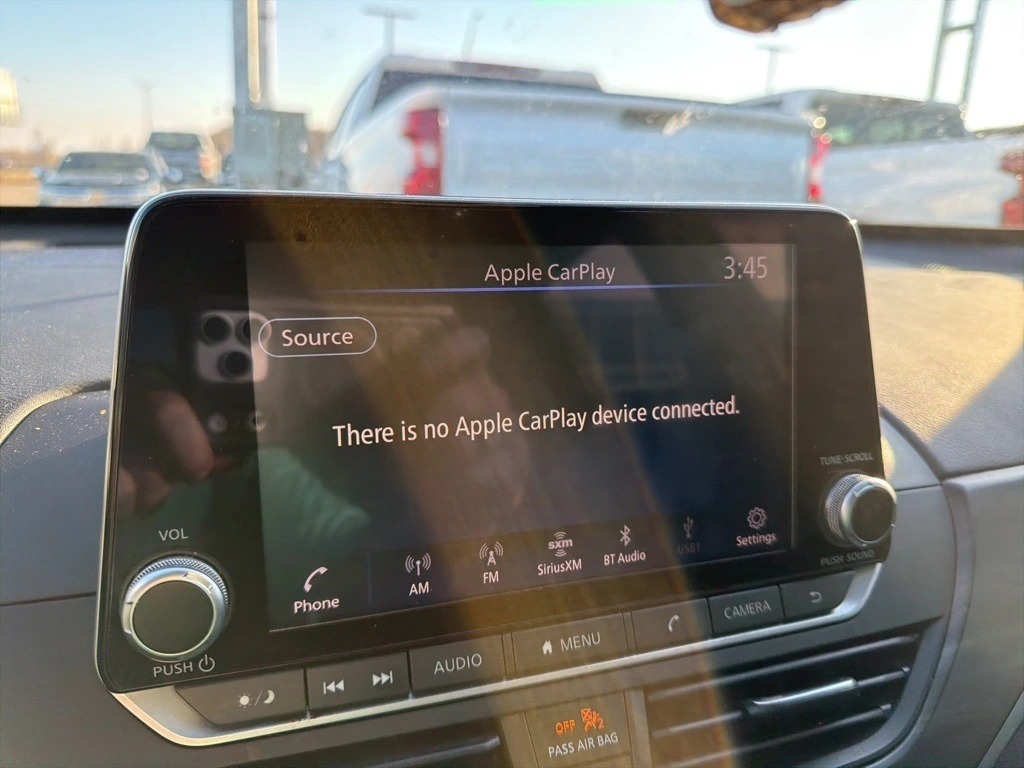 Apple CarPlay
3:45
Source
There is no Apple CarPlay device connected.
TUNE·SCROLL
VOL
Phone
AM
FM
sxm
SiriusXM
BT Audio
USB1
Settings
PUSH
PUSH SOUND
AUDIO
MENU
CAMERA
OFF 2
PASS AIR BAG